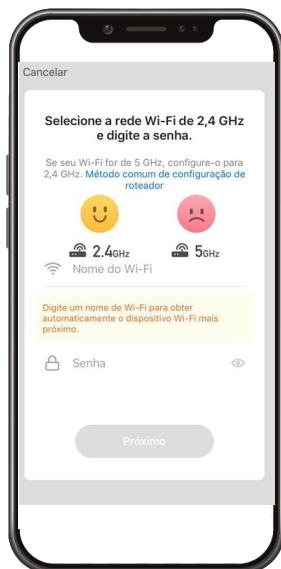 Cancelar
Selecione a rede Wi-Fi de 2,4 GHz
e digite a senha.
Se seu Wi-Fi for de 5 GHz, configure-o para
2,4 GHz. Método comum de configuração de
roteador
2.4GHz
5GHz
Nome do Wi-Fi
Digite um nome de Wi-Fi para obter
automaticamente o dispositivo Wi-Fi mais
próximo.
Senha
Próximo